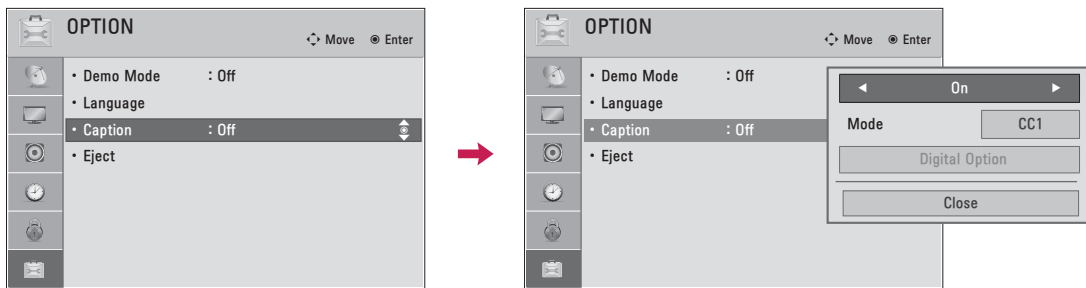 OPTION
Move Enter
• Demo Mode : Off
• Language
• Caption : Off
• Eject
OPTION
Move Enter
• Demo Mode : Off
• Language
• Caption : Off
• Eject
◀ On ▶
Mode CC1
Digital Option
Close